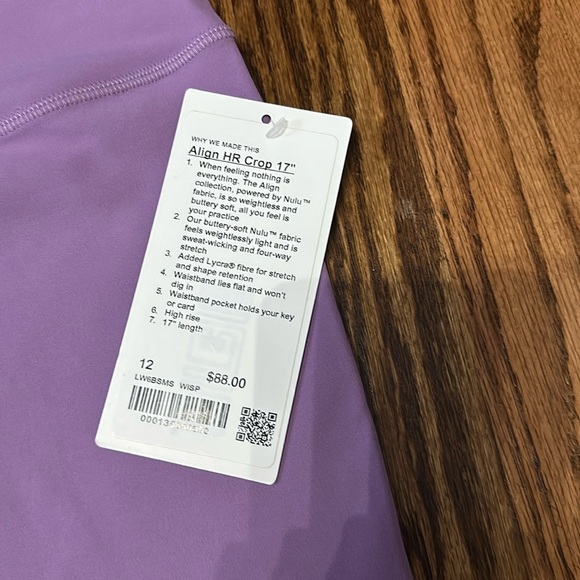 WHY WE MADE THIS
Align HR Crop 17"
1. When feeling nothing is
everything. The Align
collection, powered by Nulu™
fabric, is so weightless and
buttery soft, all you feel is
your practice
2. Our buttery-soft Nulu™ fabric
feels weightlessly light and is
sweat-wicking and four-way
stretch
3. Added Lycra® fibre for stretch
and shape retention
4. Waistband lies flat and won't
dig in
5. Waistband pocket holds your key
or card
6. High rise
7. 17" length
12
$88.00
LW6BSMS WISP